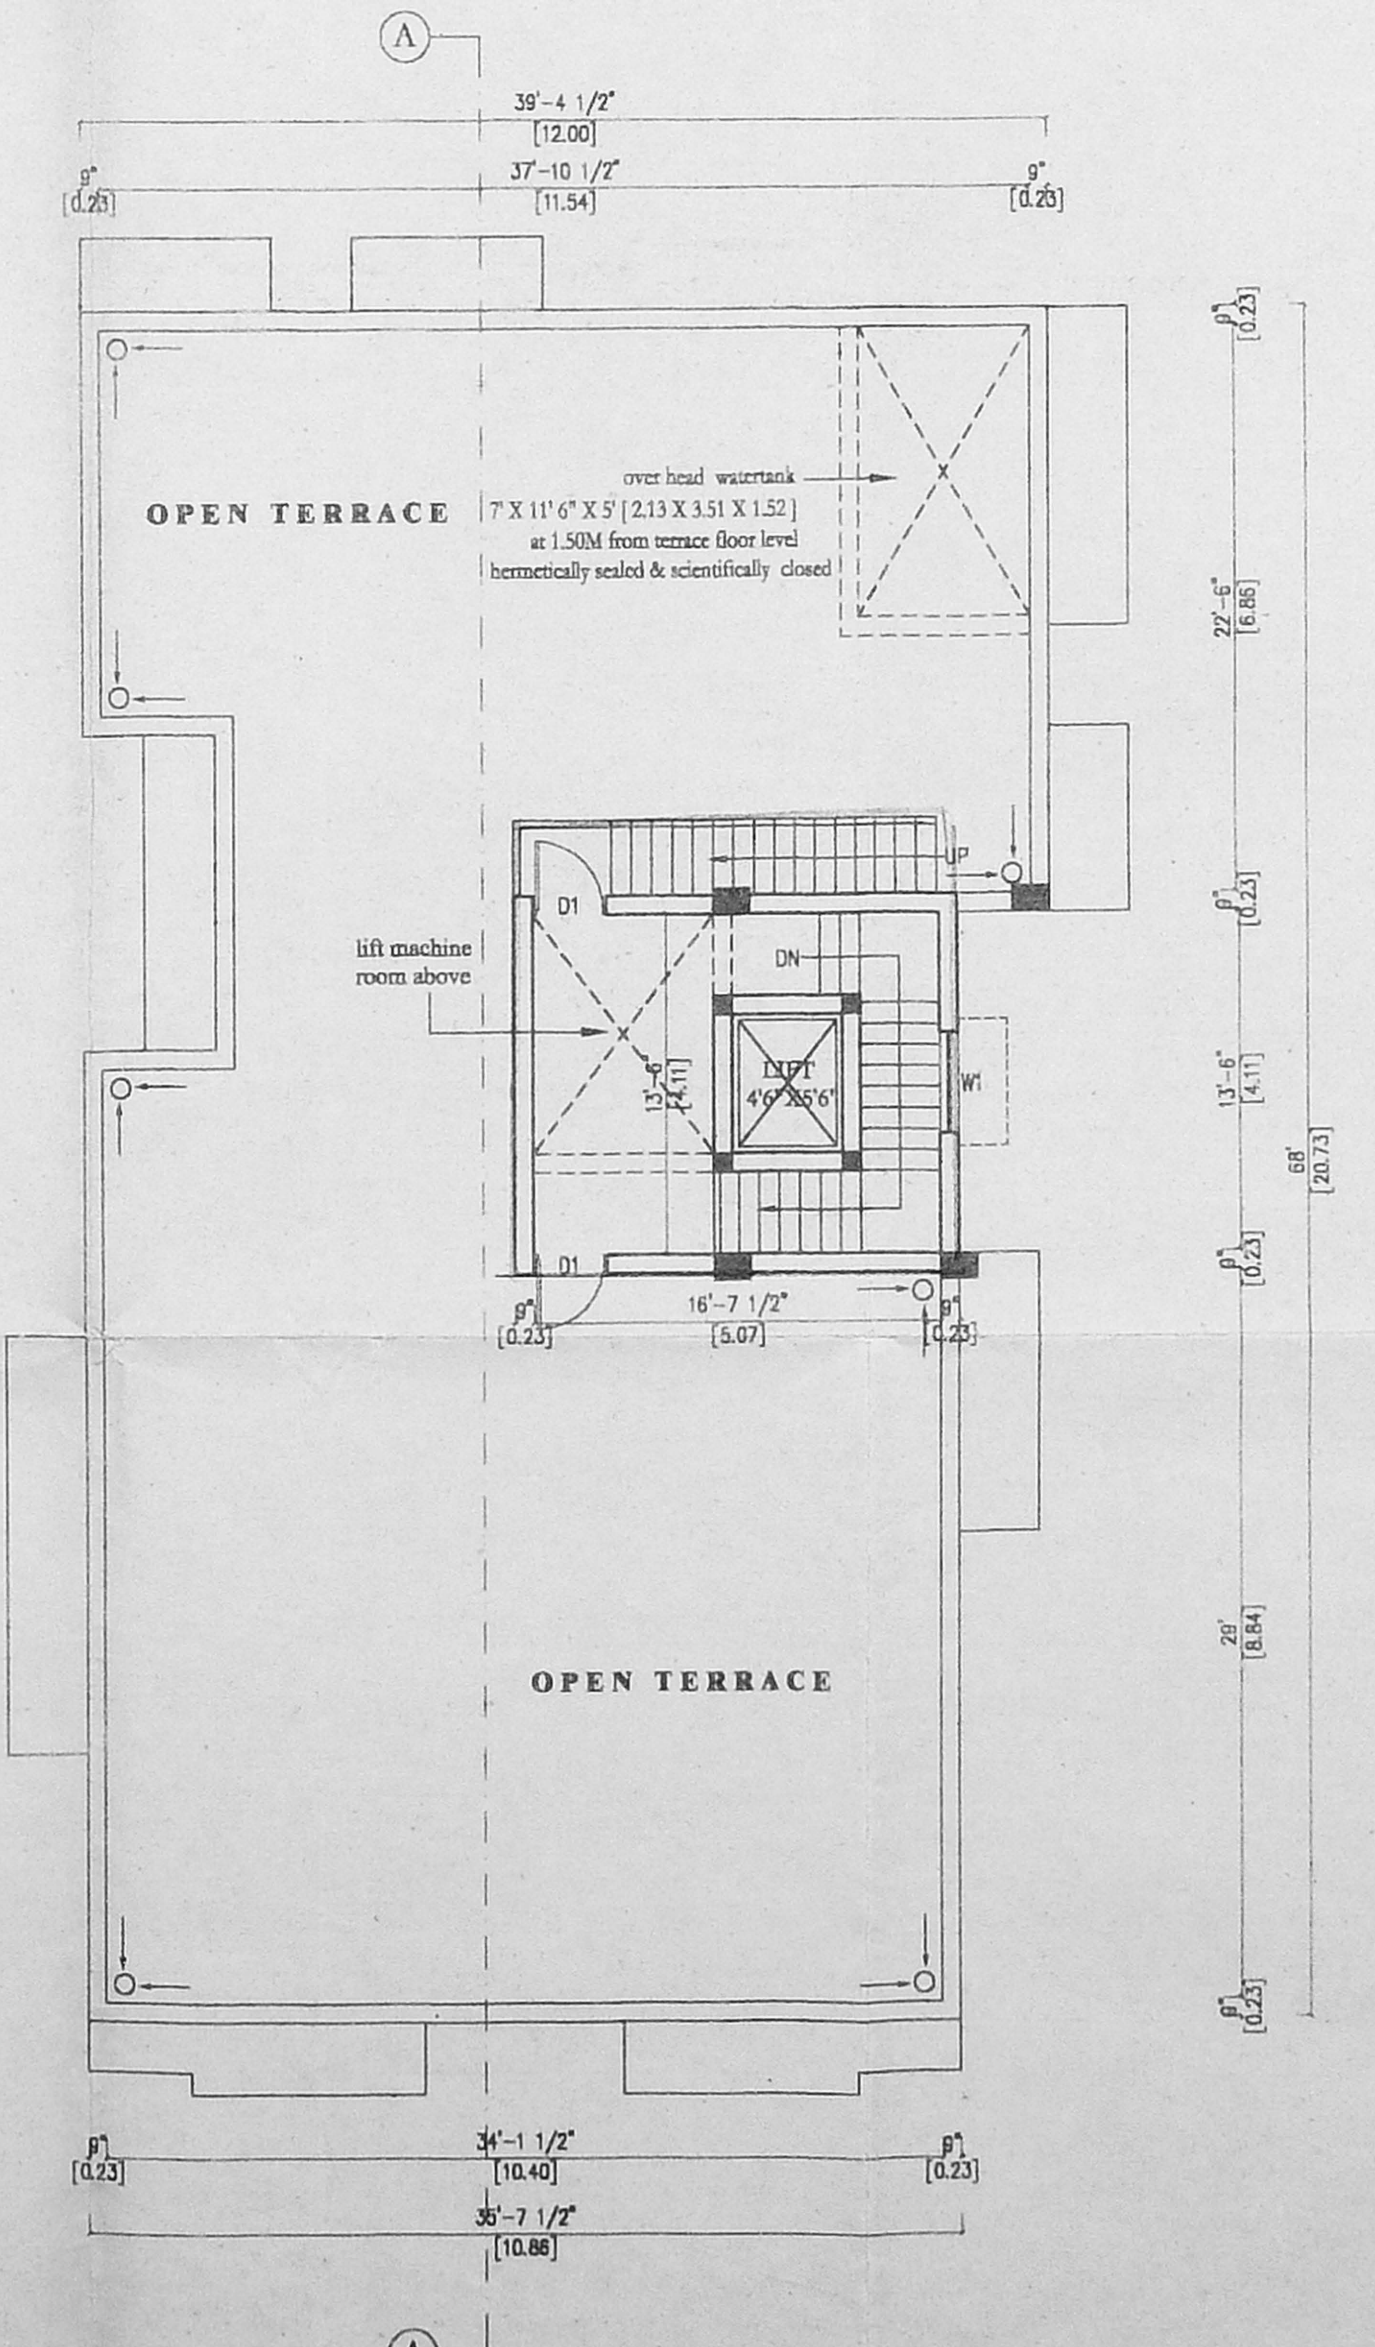 A
39'-4 1/2"
[12.00]
9"
[0.23]
37'-10 1/2"
[11.54]
9"
[0.23]
9"
[0.23]
over head watertank
OPEN TERRACE
7' X 11' 6" X 5' [ 2.13 X 3.51 X 1.52 ]
at 1.50M from terrace floor level
hermetically sealed & scientifically closed
22'-6"
[6.86]
UP
D1
9"
[0.23]
lift machine
room above
DN
LIFT
4'6" X 5'6"
13'-6"
[4.11]
W1
13'-6"
[4.11]
68'
[20.73]
D1
9"
[0.23]
9"
[0.23]
16'-7 1/2"
[5.07]
9"
[0.23]
29'
[8.84]
OPEN TERRACE
9"
[0.23]
9"
[0.23]
34'-1 1/2"
[10.40]
9"
[0.23]
35'-7 1/2"
[10.86]
A